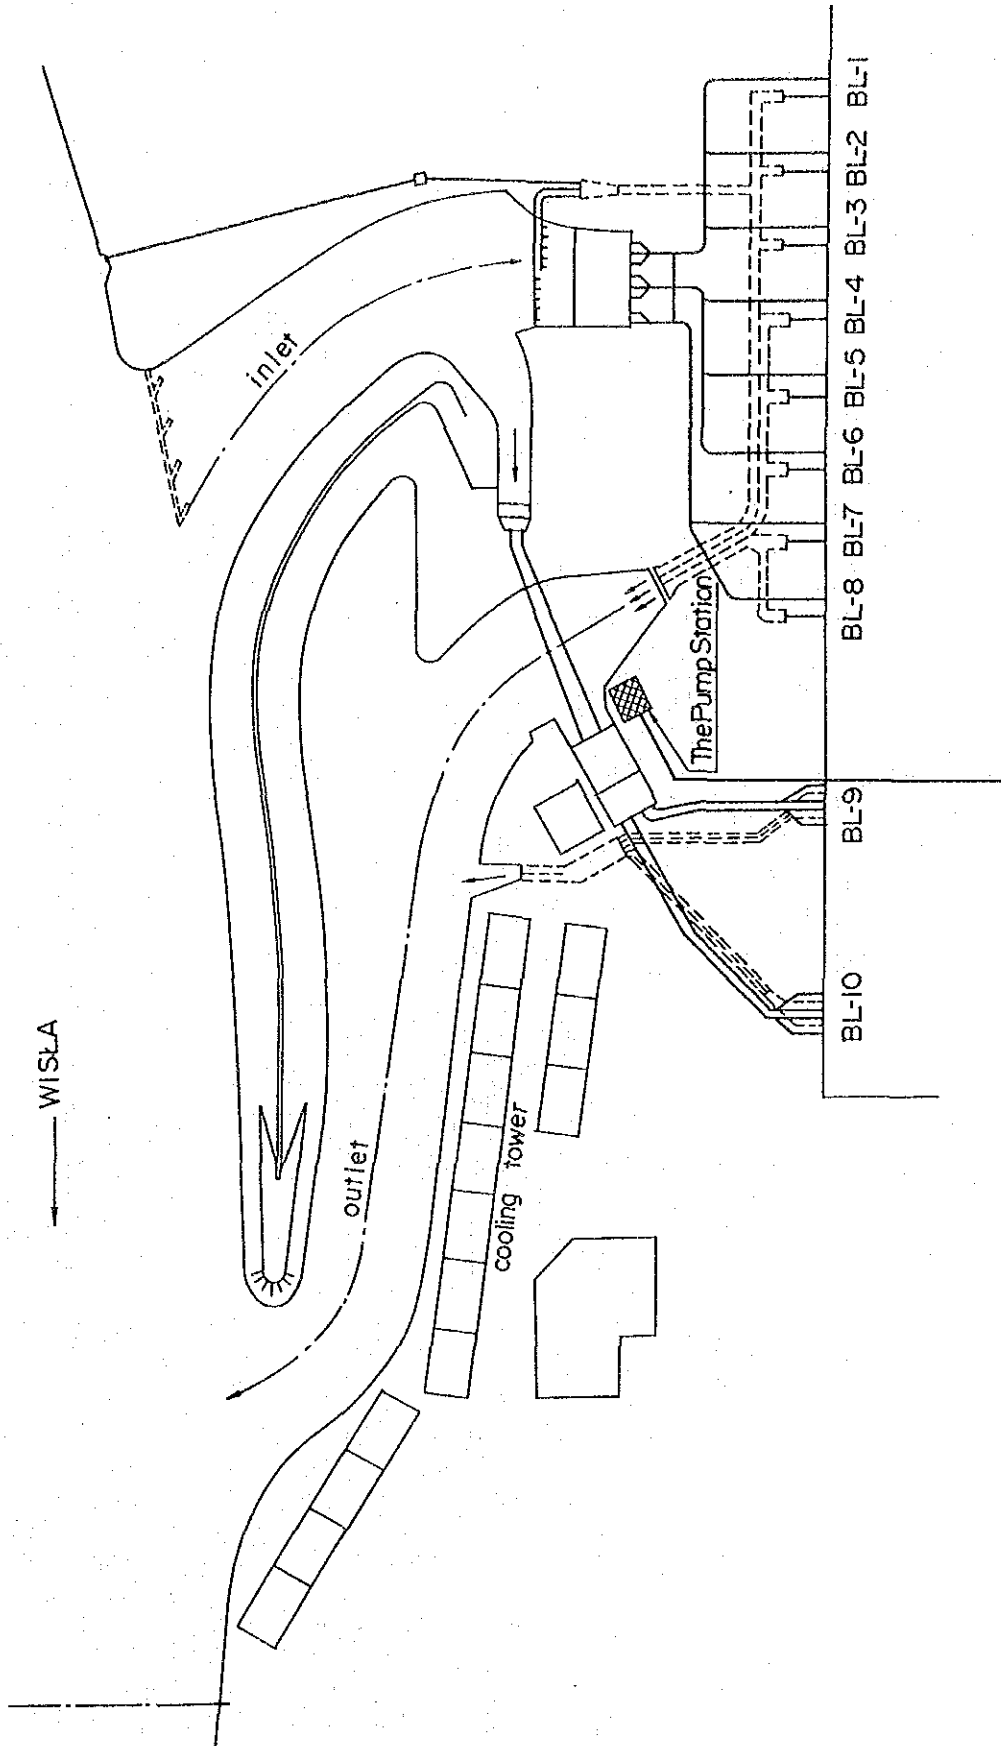 WISŁA
inlet
outlet
cooling tower
The Pump Station
BL-10
BL-9
BL-8
BL-7
BL-6
BL-5
BL-4
BL-3
BL-2
BL-1